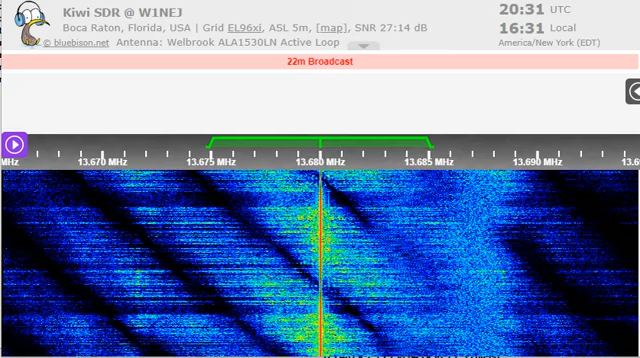 Kiwi SDR @ W1NEJ
Boca Raton, Florida, USA | Grid EL96xi, ASL 5m, [map], SNR 27:14 dB
© bluebison.net Antenna: Welbrook ALA1530LN Active Loop
20:31 UTC
16:31 Local
America/New York (EDT)
22m Broadcast
MHz 13.670 MHz 13.675 MHz 13.680 MHz 13.685 MHz 13.690 MHz 13.69